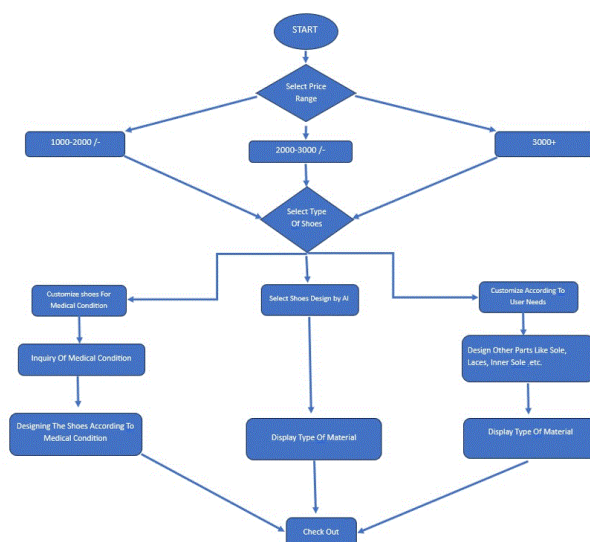 START
Select Price
Range
1000-2000 /-
2000-3000 /-
3000+
Select Type
Of Shoes
Customize shoes For
Medical Condition
Select Shoes Design by AI
Customize According To
User Needs
Inquiry Of Medical Condition
Design Other Parts Like Sole,
Laces, Inner Sole .etc.
Designing The Shoes According To
Medical Condition
Display Type Of Material
Display Type Of Material
Check Out